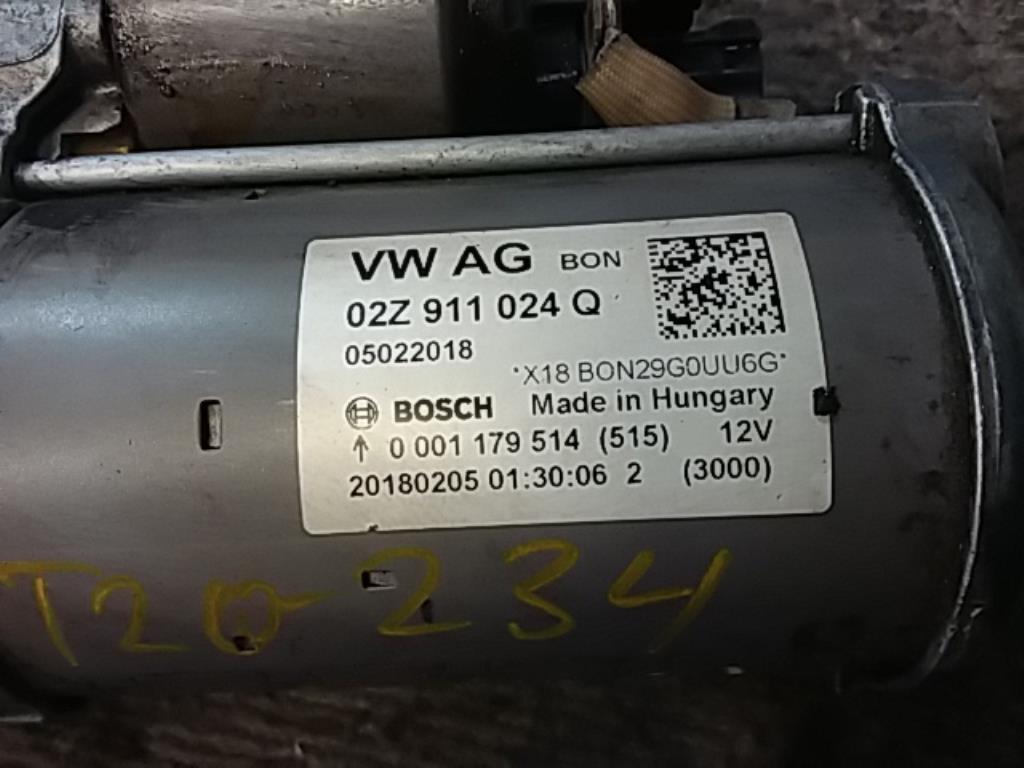 VW AG BON
02Z 911 024 Q
05022018
*X18 BON29G0UU6G*
BOSCH Made in Hungary
↑ 0 001 179 514 (515) 12V
20180205 01:30:06 2 (3000)
T20-234